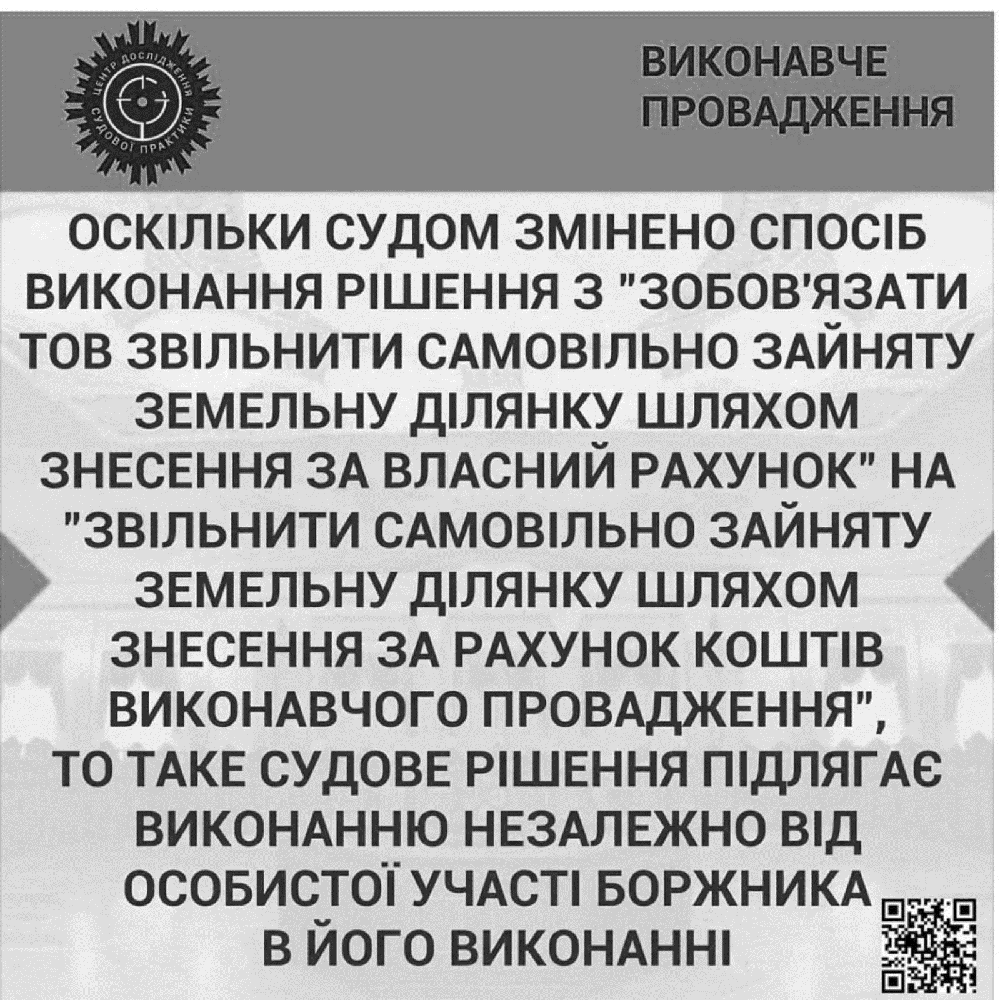 ЦЕНТР ДОСЛІДЖЕННЯ
СУДОВОЇ ПРАКТИКИ
ВИКОНАВЧЕ
ПРОВАДЖЕННЯ
ОСКІЛЬКИ СУДОМ ЗМІНЕНО СПОСІБ
ВИКОНАННЯ РІШЕННЯ З "ЗОБОВ'ЯЗАТИ
ТОВ ЗВІЛЬНИТИ САМОВІЛЬНО ЗАЙНЯТУ
ЗЕМЕЛЬНУ ДІЛЯНКУ ШЛЯХОМ
ЗНЕСЕННЯ ЗА ВЛАСНИЙ РАХУНОК" НА
"ЗВІЛЬНИТИ САМОВІЛЬНО ЗАЙНЯТУ
ЗЕМЕЛЬНУ ДІЛЯНКУ ШЛЯХОМ
ЗНЕСЕННЯ ЗА РАХУНОК КОШТІВ
ВИКОНАВЧОГО ПРОВАДЖЕННЯ",
ТО ТАКЕ СУДОВЕ РІШЕННЯ ПІДЛЯГАЄ
ВИКОНАННЮ НЕЗАЛЕЖНО ВІД
ОСОБИСТОЇ УЧАСТІ БОРЖНИКА
В ЙОГО ВИКОНАННІ